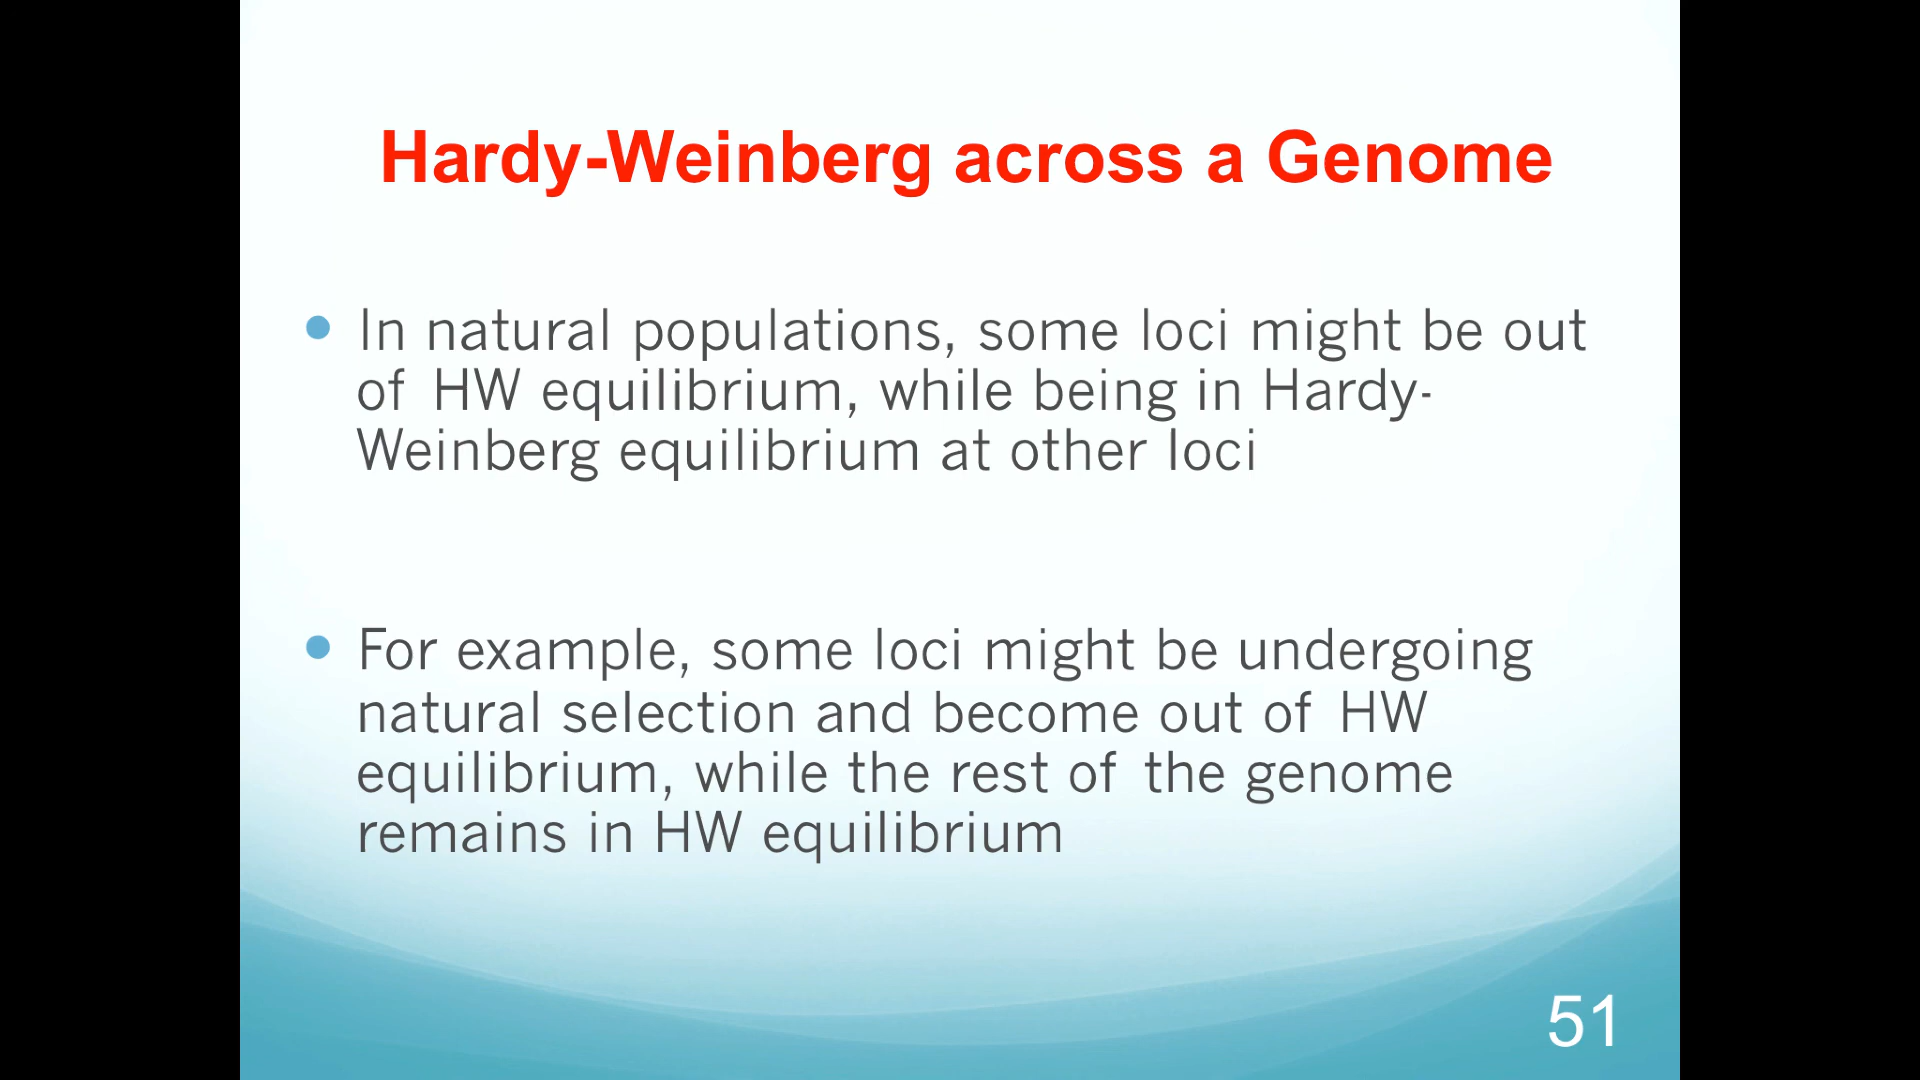 Hardy-Weinberg across a Genome
• In natural populations, some loci might be out
of HW equilibrium, while being in Hardy-
Weinberg equilibrium at other loci
• For example, some loci might be undergoing
natural selection and become out of HW
equilibrium, while the rest of the genome
remains in HW equilibrium
51